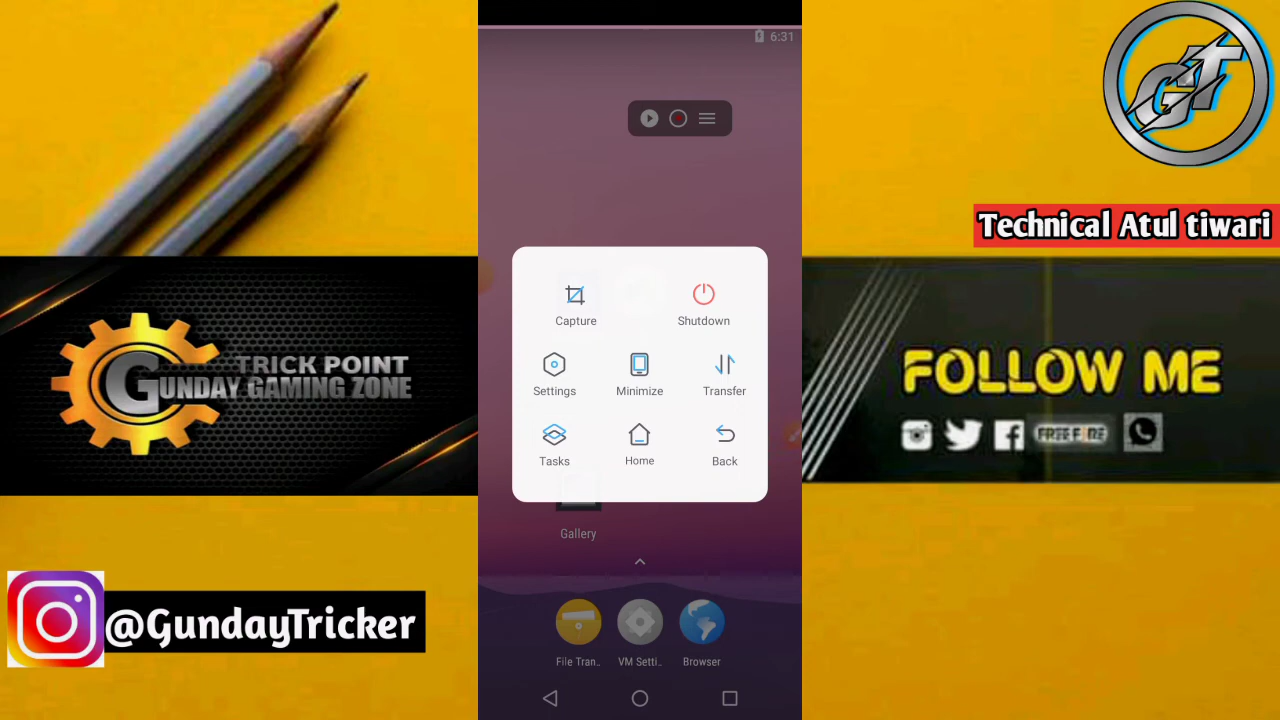 6:31
GT
Technical Atul tiwari
Capture
Shutdown
Settings
Minimize
Transfer
Tasks
Home
Back
G
TRICK POINT
GUNDAY GAMING ZONE
FOLLOW ME
FREE FIRE
Gallery
@GundayTricker
File Tran..
VM Setti..
Browser